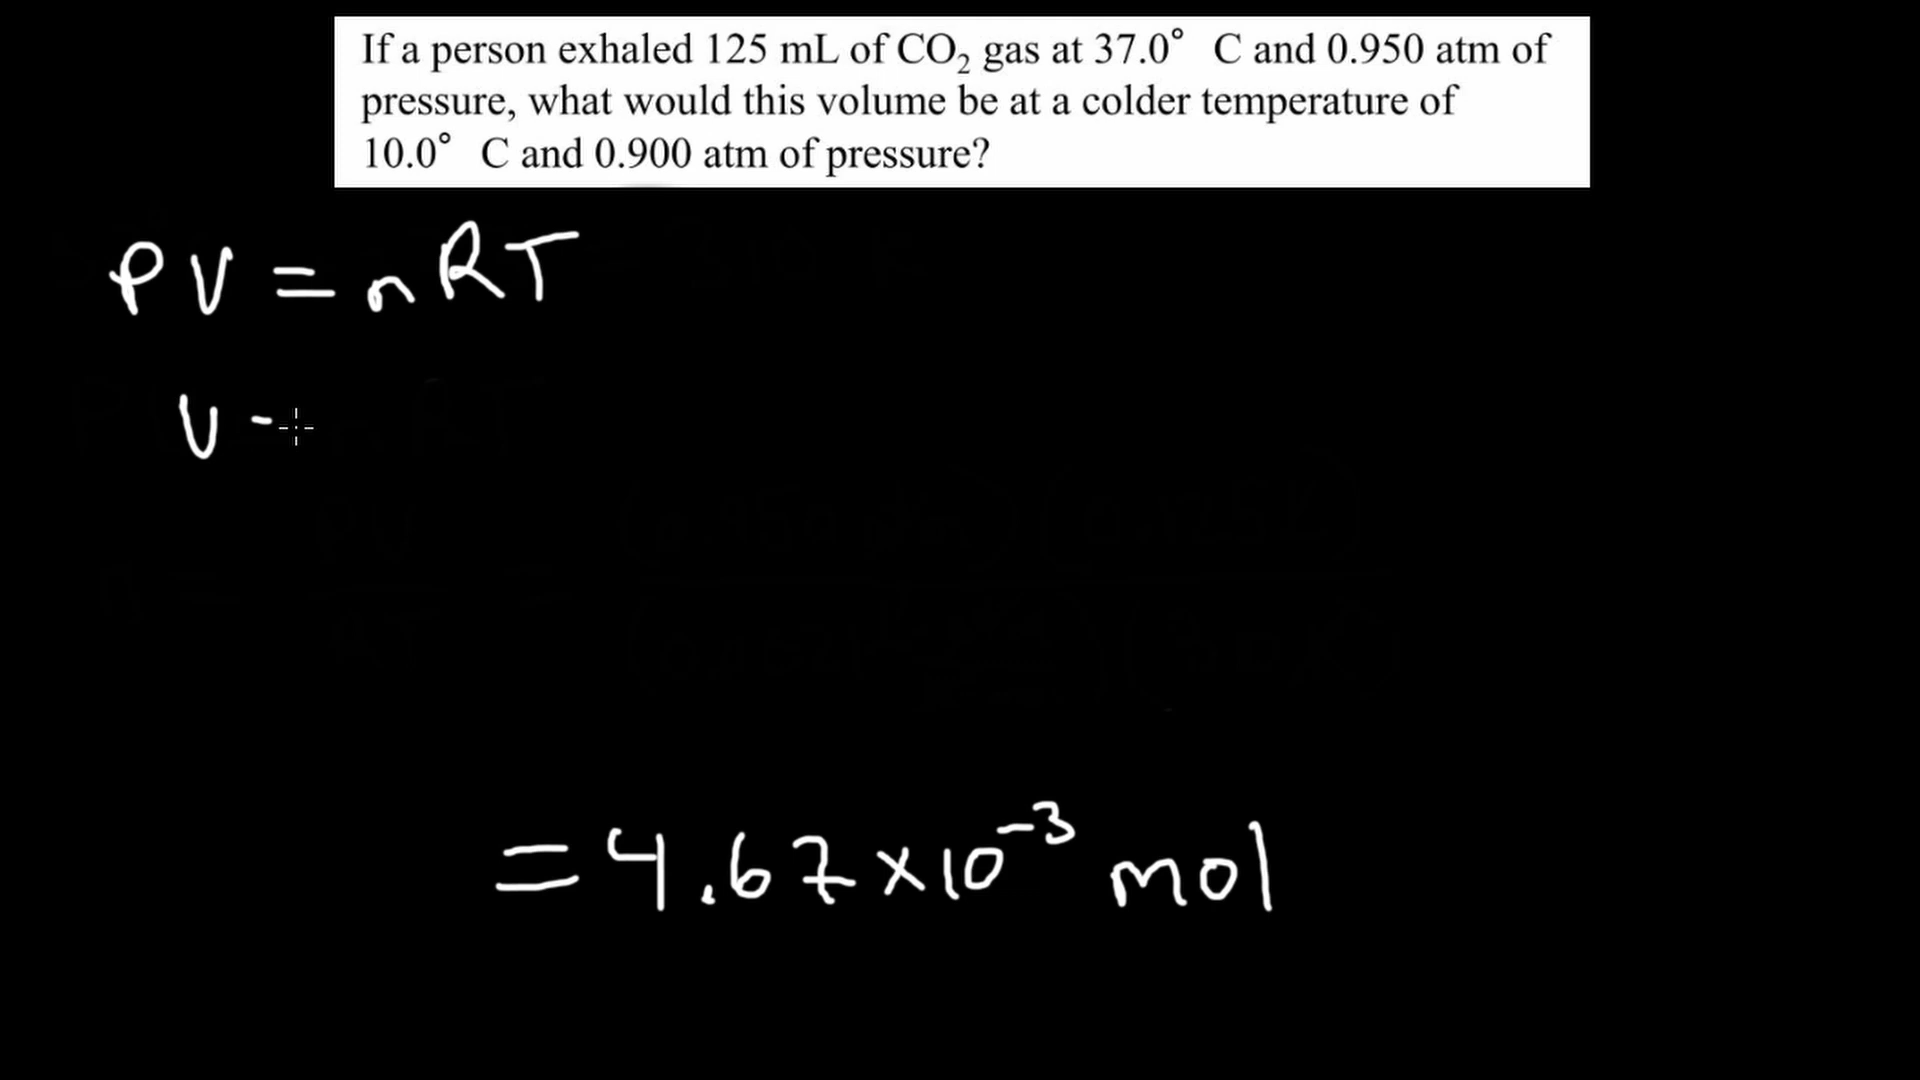 If a person exhaled 125 mL of CO₂ gas at 37.0° C and 0.950 atm of
pressure, what would this volume be at a colder temperature of
10.0° C and 0.900 atm of pressure?
PV = nRT
V -
= 4.67 x 10⁻³ mol